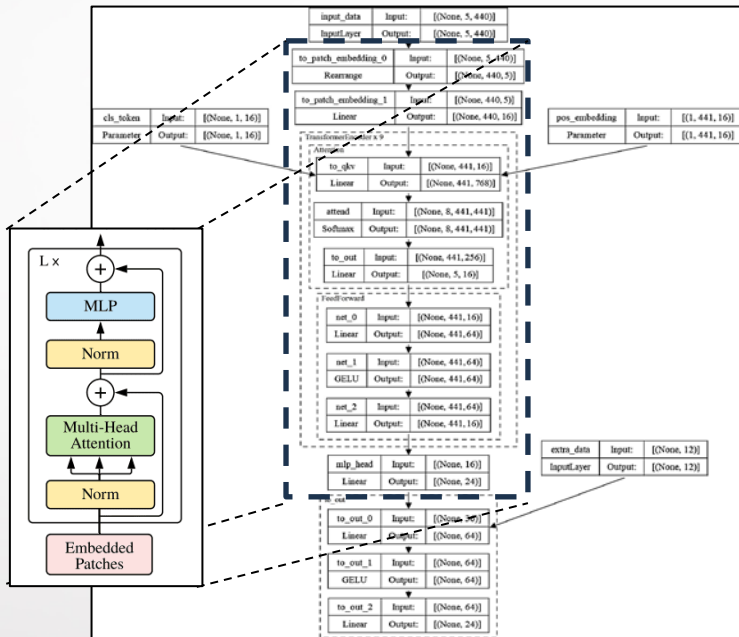 input_data Input: [(None, 5, 440)]
InputLayer Output: [(None, 5, 440)]
to_patch_embedding_0 Input: [(None, 5, 440)]
Rearrange Output: [(None, 440, 5)]
to_patch_embedding_1 Input: [(None, 440, 5)]
Linear Output: [(None, 440, 16)]
cls_token Input: [(None, 1, 16)]
Parameter Output: [(None, 1, 16)]
pos_embedding Input: [(1, 441, 16)]
Parameter Output: [(1, 441, 16)]
TransformerEncoder x 9
Attention
to_qkv Input: [(None, 441, 16)]
Linear Output: [(None, 441, 768)]
attend Input: [(None, 8, 441, 441)]
Softmax Output: [(None, 8, 441, 441)]
to_out Input: [(None, 441, 256)]
Linear Output: [(None, 5, 16)]
FeedForward
net_0 Input: [(None, 441, 16)]
Linear Output: [(None, 441, 64)]
net_1 Input: [(None, 441, 64)]
GELU Output: [(None, 441, 64)]
net_2 Input: [(None, 441, 64)]
Linear Output: [(None, 441, 16)]
mlp_head Input: [(None, 16)]
Linear Output: [(None, 24)]
extra_data Input: [(None, 12)]
InputLayer Output: [(None, 12)]
to_out_0 Input: [(None, 36)]
Linear Output: [(None, 64)]
to_out_1 Input: [(None, 64)]
GELU Output: [(None, 64)]
to_out_2 Input: [(None, 64)]
Linear Output: [(None, 24)]
L ×
+
MLP
Norm
+
Multi-Head
Attention
Norm
Embedded
Patches